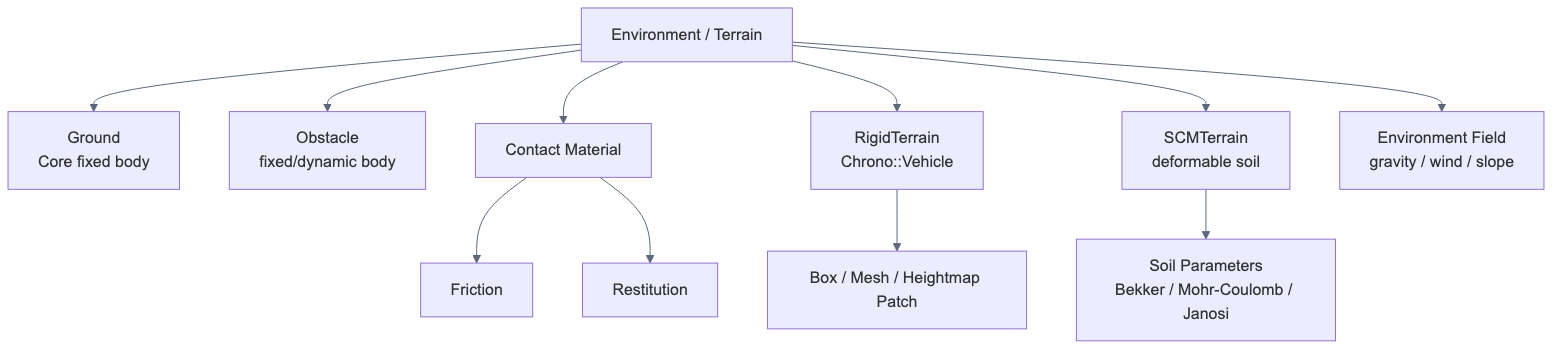 Environment / Terrain
Ground
Core fixed body
Obstacle
fixed/dynamic body
Contact Material
RigidTerrain
Chrono::Vehicle
SCMTerrain
deformable soil
Environment Field
gravity / wind / slope
Friction
Restitution
Box / Mesh / Heightmap
Patch
Soil Parameters
Bekker / Mohr-Coulomb /
Janosi